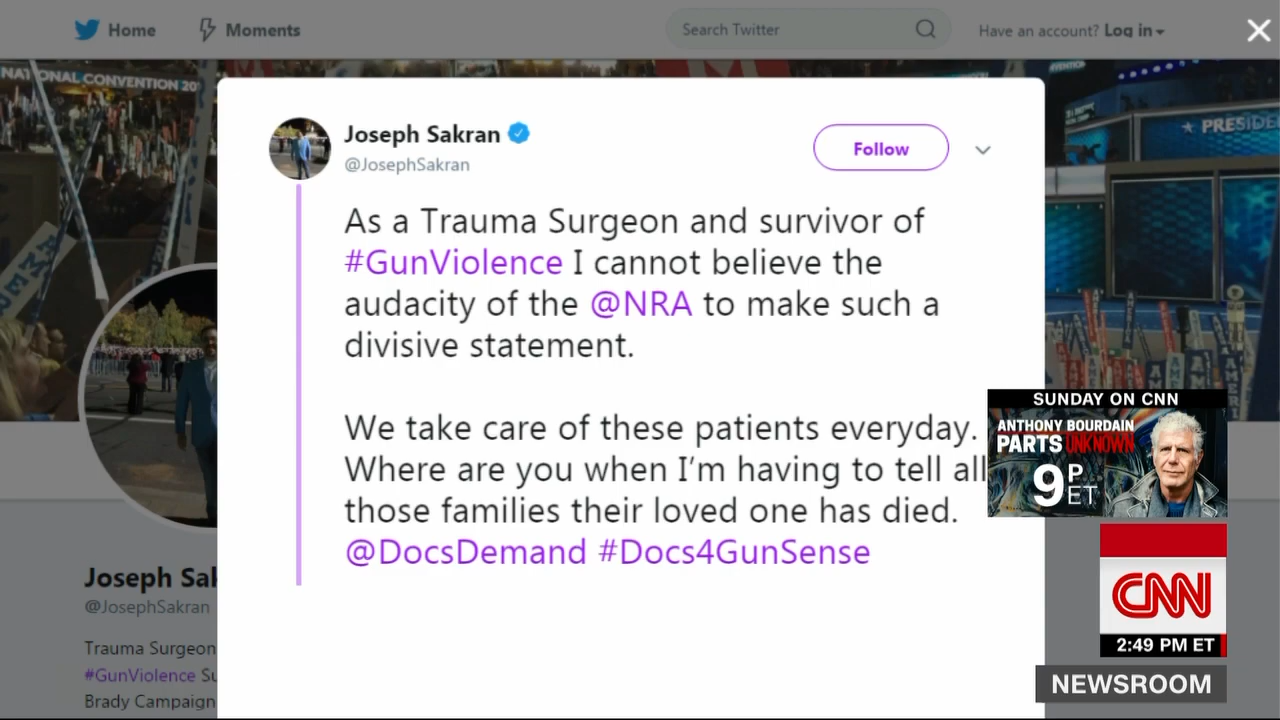 Home
Moments
Search Twitter
Have an account? Log in
NATIONAL CONVENTION 20
PRESIDE
Joseph Sakran
@JosephSakran
Follow
As a Trauma Surgeon and survivor of
#GunViolence I cannot believe the
audacity of the @NRA to make such a
divisive statement.
We take care of these patients everyday.
Where are you when I’m having to tell all
those families their loved one has died.
@DocsDemand #Docs4GunSense
Joseph Sak
@JosephSakran
Trauma Surgeon
#GunViolence Su
Brady Campaign
SUNDAY ON CNN
ANTHONY BOURDAIN
PARTS UNKNOWN
9P ET
CNN
2:49 PM ET
NEWSROOM